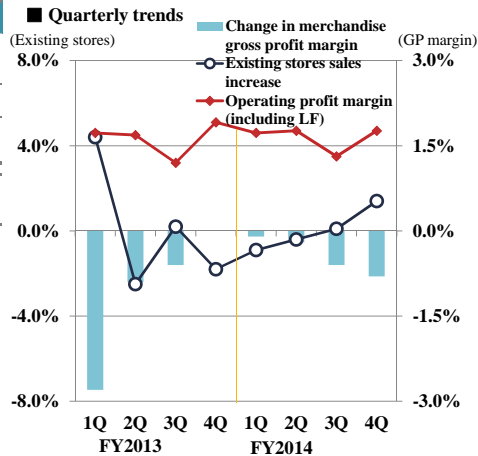 ■ Quarterly trends
(Existing stores)
(GP margin)
Change in merchandise
gross profit margin
Existing stores sales
increase
Operating profit margin
(including LF)
8.0%
3.0%
4.0%
1.5%
0.0%
0.0%
-4.0%
-1.5%
-8.0%
-3.0%
1Q 2Q 3Q 4Q 1Q 2Q 3Q 4Q
FY2013 FY2014